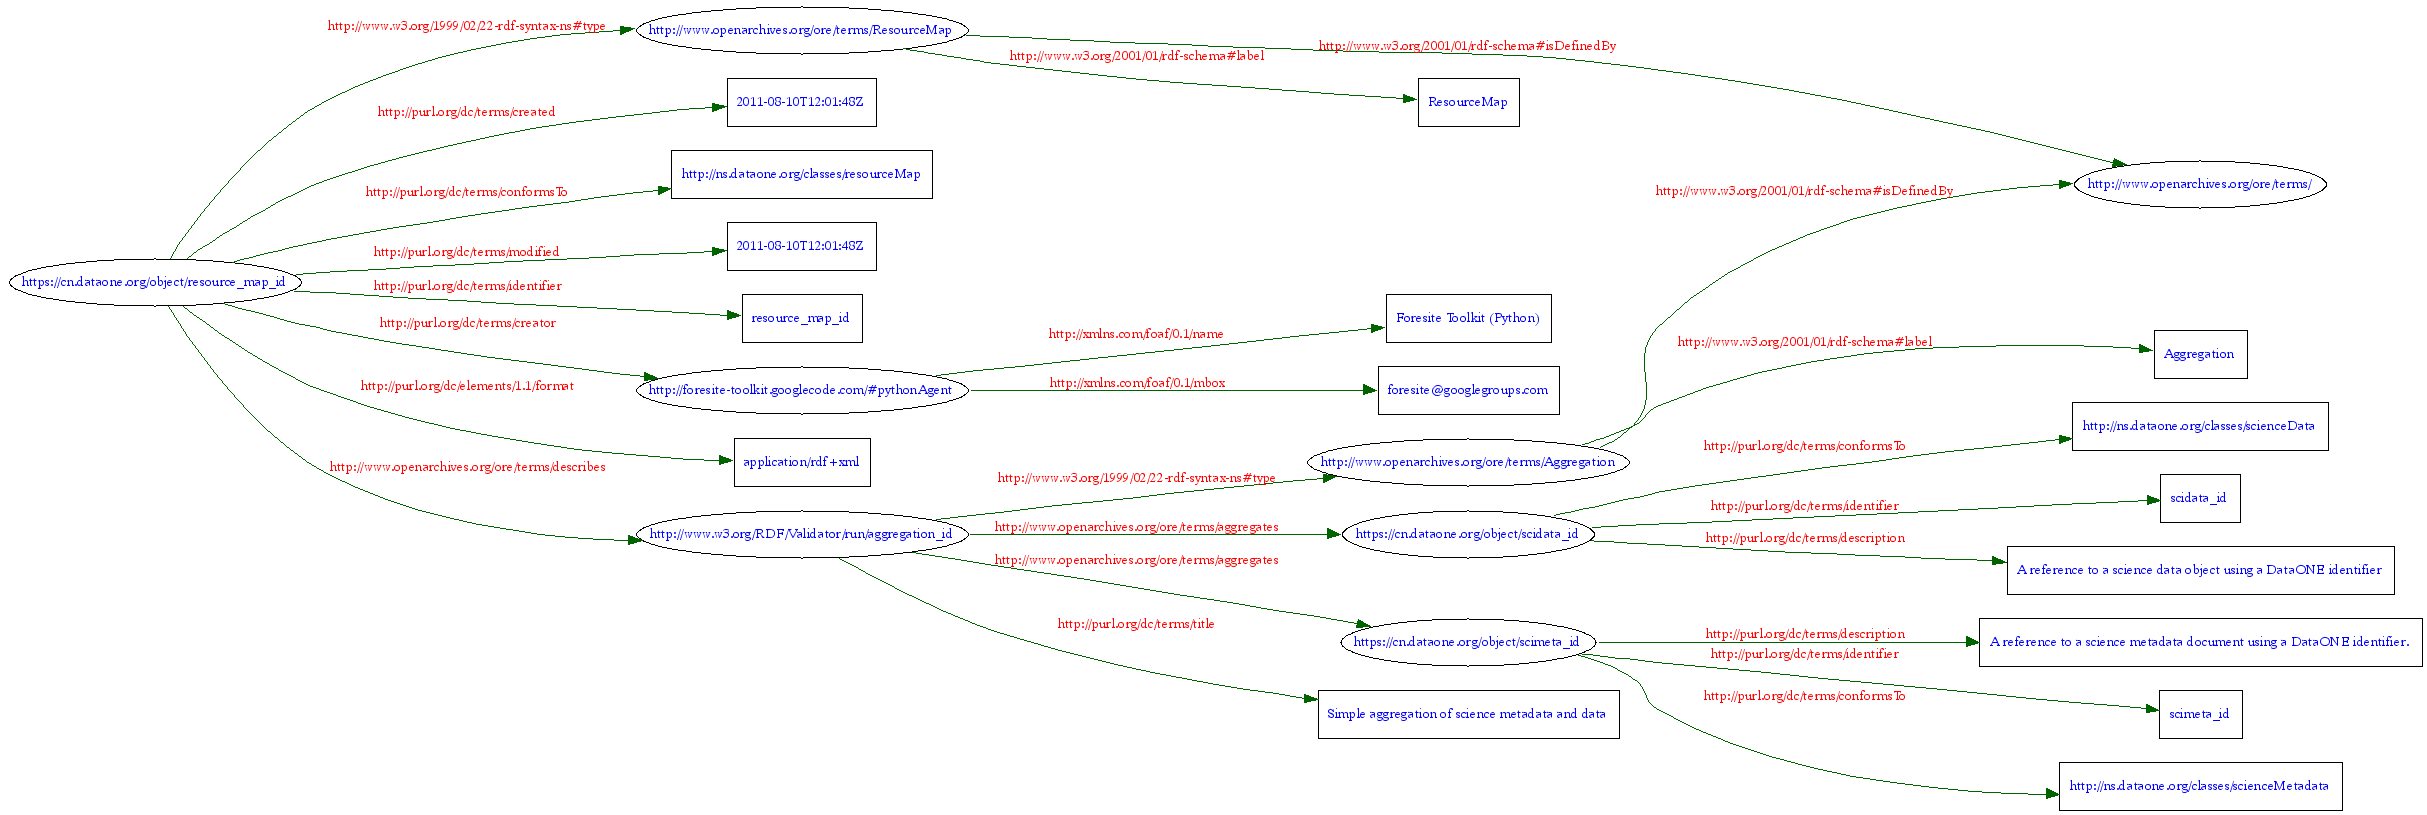 http://www.w3.org/1999/02/22-rdf-syntax-ns#type
http://www.openarchives.org/ore/terms/ResourceMap
http://www.w3.org/2001/01/rdf-schema#isDefinedBy
http://www.w3.org/2001/01/rdf-schema#label
ResourceMap
http://purl.org/dc/terms/created
2011-08-10T12:01:48Z
http://purl.org/dc/terms/conformsTo
http://ns.dataone.org/classes/resourceMap
http://www.w3.org/2001/01/rdf-schema#isDefinedBy
http://www.openarchives.org/ore/terms/
http://purl.org/dc/terms/modified
2011-08-10T12:01:48Z
https://cn.dataone.org/object/resource_map_id
http://purl.org/dc/terms/identifier
resource_map_id
http://purl.org/dc/terms/creator
http://xmlns.com/foaf/0.1/name
Foresite Toolkit (Python)
http://www.w3.org/2001/01/rdf-schema#label
Aggregation
http://purl.org/dc/elements/1.1/format
http://foresite-toolkit.googlecode.com/#pythonAgent
http://xmlns.com/foaf/0.1/mbox
foresite@googlegroups.com
http://purl.org/dc/terms/conformsTo
http://ns.dataone.org/classes/scienceData
http://www.openarchives.org/ore/terms/describes
application/rdf+xml
http://www.w3.org/1999/02/22-rdf-syntax-ns#type
http://www.openarchives.org/ore/terms/Aggregation
http://purl.org/dc/terms/identifier
scidata_id
http://www.w3.org/RDF/Validator/run/aggregation_id
http://www.openarchives.org/ore/terms/aggregates
https://cn.dataone.org/object/scidata_id
http://purl.org/dc/terms/description
A reference to a science data object using a DataONE identifier
http://www.openarchives.org/ore/terms/aggregates
http://purl.org/dc/terms/title
https://cn.dataone.org/object/scimeta_id
http://purl.org/dc/terms/description
A reference to a science metadata document using a DataONE identifier.
http://purl.org/dc/terms/identifier
http://purl.org/dc/terms/conformsTo
Simple aggregation of science metadata and data
scimeta_id
http://ns.dataone.org/classes/scienceMetadata